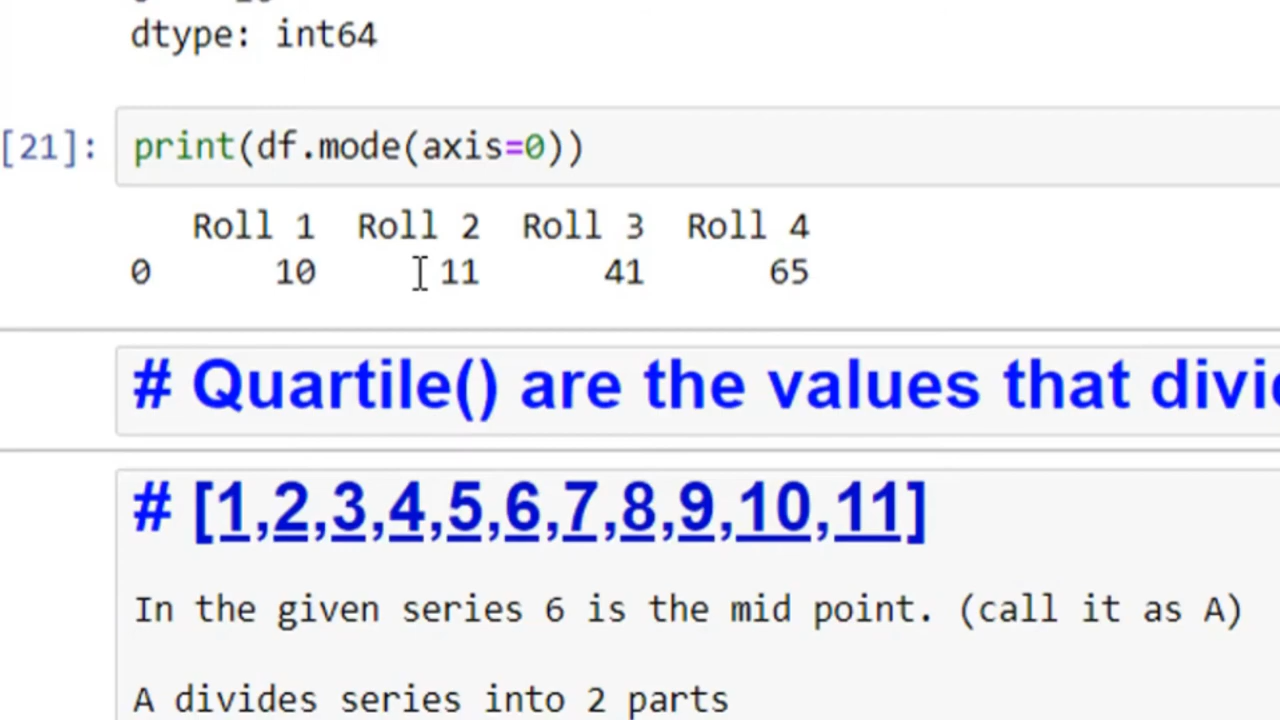 dtype: int64
[21]: print(df.mode(axis=0))
Roll 1 Roll 2 Roll 3 Roll 4
0 10 11 41 65
# Quartile() are the values that
# [1,2,3,4,5,6,7,8,9,10,11]
In the given series 6 is the mid point. (call it as A)
A divides series into 2 parts